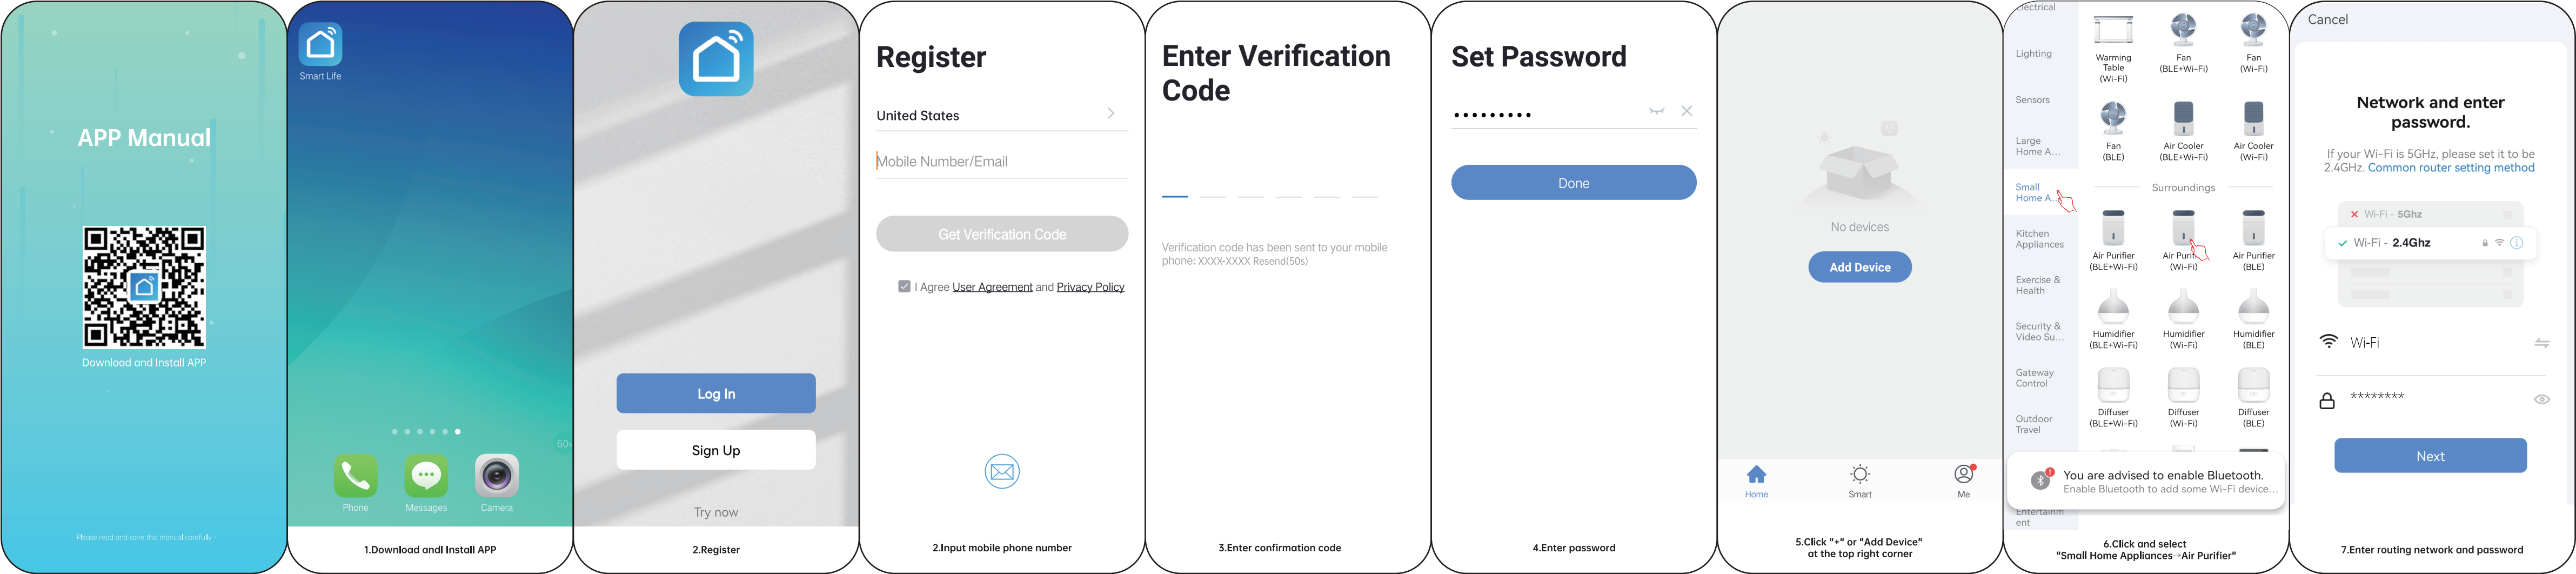 APP Manual
Download and Install APP
· Please read and save this manual carefully ·
Smart Life
Phone
Messages
Camera
1.Download andl Install APP
Log In
Sign Up
Try now
2.Register
Register
United States
Mobile Number/Email
Get Verification Code
I Agree User Agreement and Privacy Policy
2.Input mobile phone number
Enter Verification
Code
Verification code has been sent to your mobile
phone: XXXX-XXXX Resend(50s)
3.Enter confirmation code
Set Password
Done
4.Enter password
No devices
Add Device
Home
Smart
Me
5.Click "+" or "Add Device"
at the top right corner
Electrical
Lighting
Sensors
Large
Home A...
Small
Home A...
Kitchen
Appliances
Exercise &
Health
Security &
Video Su...
Gateway
Control
Outdoor
Travel
Entertainm
ent
Warming
Table
(Wi-Fi)
Fan
(BLE+Wi-Fi)
Fan
(Wi-Fi)
Fan
(BLE)
Air Cooler
(BLE+Wi-Fi)
Air Cooler
(Wi-Fi)
Surroundings
Air Purifier
(BLE+Wi-Fi)
Air Purif
(Wi-Fi)
Air Purifier
(BLE)
Humidifier
(BLE+Wi-Fi)
Humidifier
(Wi-Fi)
Humidifier
(BLE)
Diffuser
(BLE+Wi-Fi)
Diffuser
(Wi-Fi)
Diffuser
(BLE)
You are advised to enable Bluetooth.
Enable Bluetooth to add some Wi-Fi device...
6.Click and select
"Small Home Appliances→Air Purifier"
Cancel
Network and enter
password.
If your Wi-Fi is 5GHz, please set it to be
2.4GHz. Common router setting method
Wi-Fi - 5Ghz
Wi-Fi - 2.4Ghz
Wi-Fi
********
Next
7.Enter routing network and password